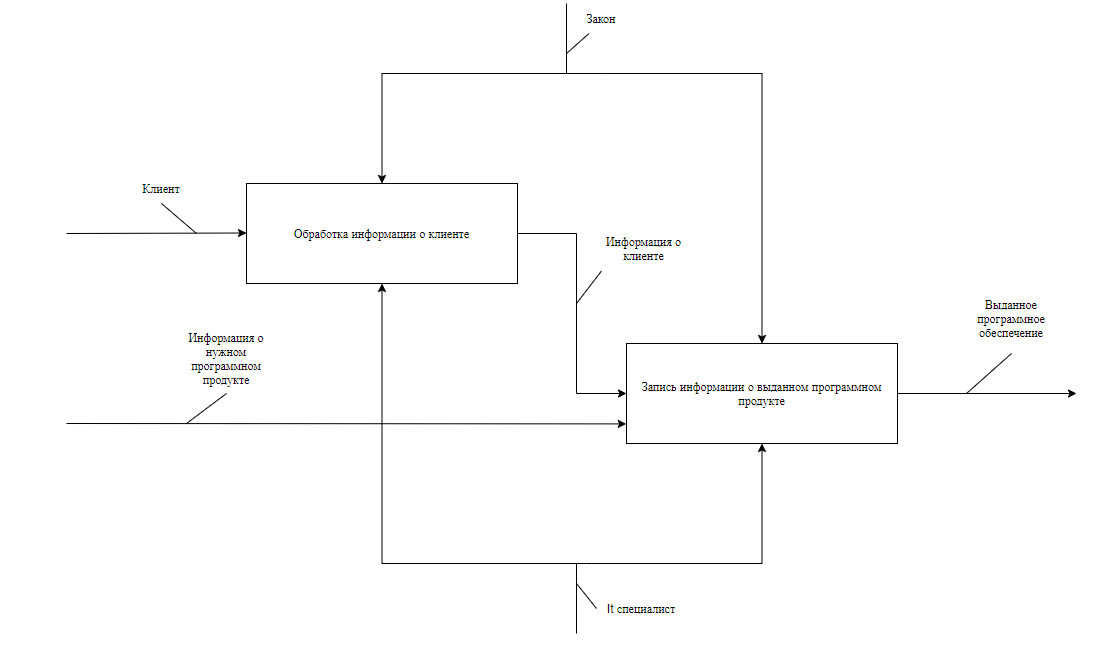 Закон
Клиент
Обработка информации о клиенте
Информация о
клиенте
Информация о
нужном
программном
продукте
Выданное
программное
обеспечение
Запись информации о выданном программном
продукте
It специалист